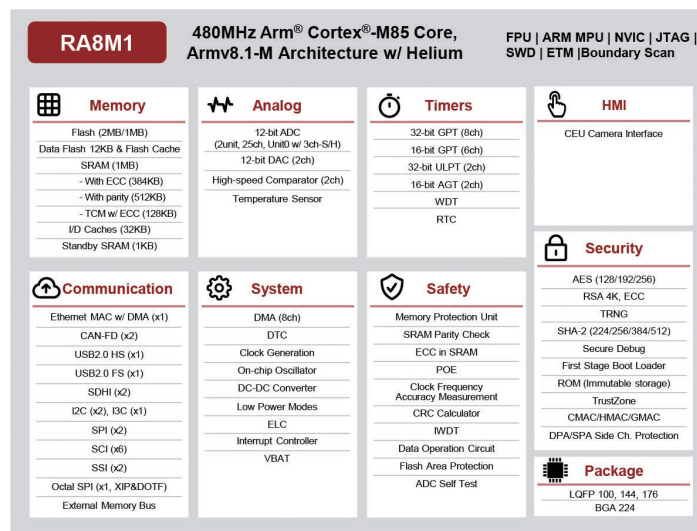 RA8M1
480MHz Arm® Cortex®-M85 Core,
Armv8.1-M Architecture w/ Helium
FPU | ARM MPU | NVIC | JTAG |
SWD | ETM |Boundary Scan
Memory
Flash (2MB/1MB)
Data Flash 12KB & Flash Cache
SRAM (1MB)
- With ECC (384KB)
- With parity (512KB)
- TCM w/ ECC (128KB)
I/D Caches (32KB)
Standby SRAM (1KB)
Analog
12-bit ADC
(2unit, 25ch, Unit0 w/ 3ch-S/H)
12-bit DAC (2ch)
High-speed Comparator (2ch)
Temperature Sensor
Timers
32-bit GPT (8ch)
16-bit GPT (6ch)
32-bit ULPT (2ch)
16-bit AGT (2ch)
WDT
RTC
HMI
CEU Camera Interface
Communication
Ethernet MAC w/ DMA (x1)
CAN-FD (x2)
USB2.0 HS (x1)
USB2.0 FS (x1)
SDHI (x2)
I2C (x2), I3C (x1)
SPI (x2)
SCI (x6)
SSI (x2)
Octal SPI (x1, XIP&DOTF)
External Memory Bus
System
DMA (8ch)
DTC
Clock Generation
On-chip Oscillator
DC-DC Converter
Low Power Modes
ELC
Interrupt Controller
VBAT
Safety
Memory Protection Unit
SRAM Parity Check
ECC in SRAM
POE
Clock Frequency
Accuracy Measurement
CRC Calculator
IWDT
Data Operation Circuit
Flash Area Protection
ADC Self Test
Security
AES (128/192/256)
RSA 4K, ECC
TRNG
SHA-2 (224/256/384/512)
Secure Debug
First Stage Boot Loader
ROM (Immutable storage)
TrustZone
CMAC/HMAC/GMAC
DPA/SPA Side Ch. Protection
Package
LQFP 100, 144, 176
BGA 224